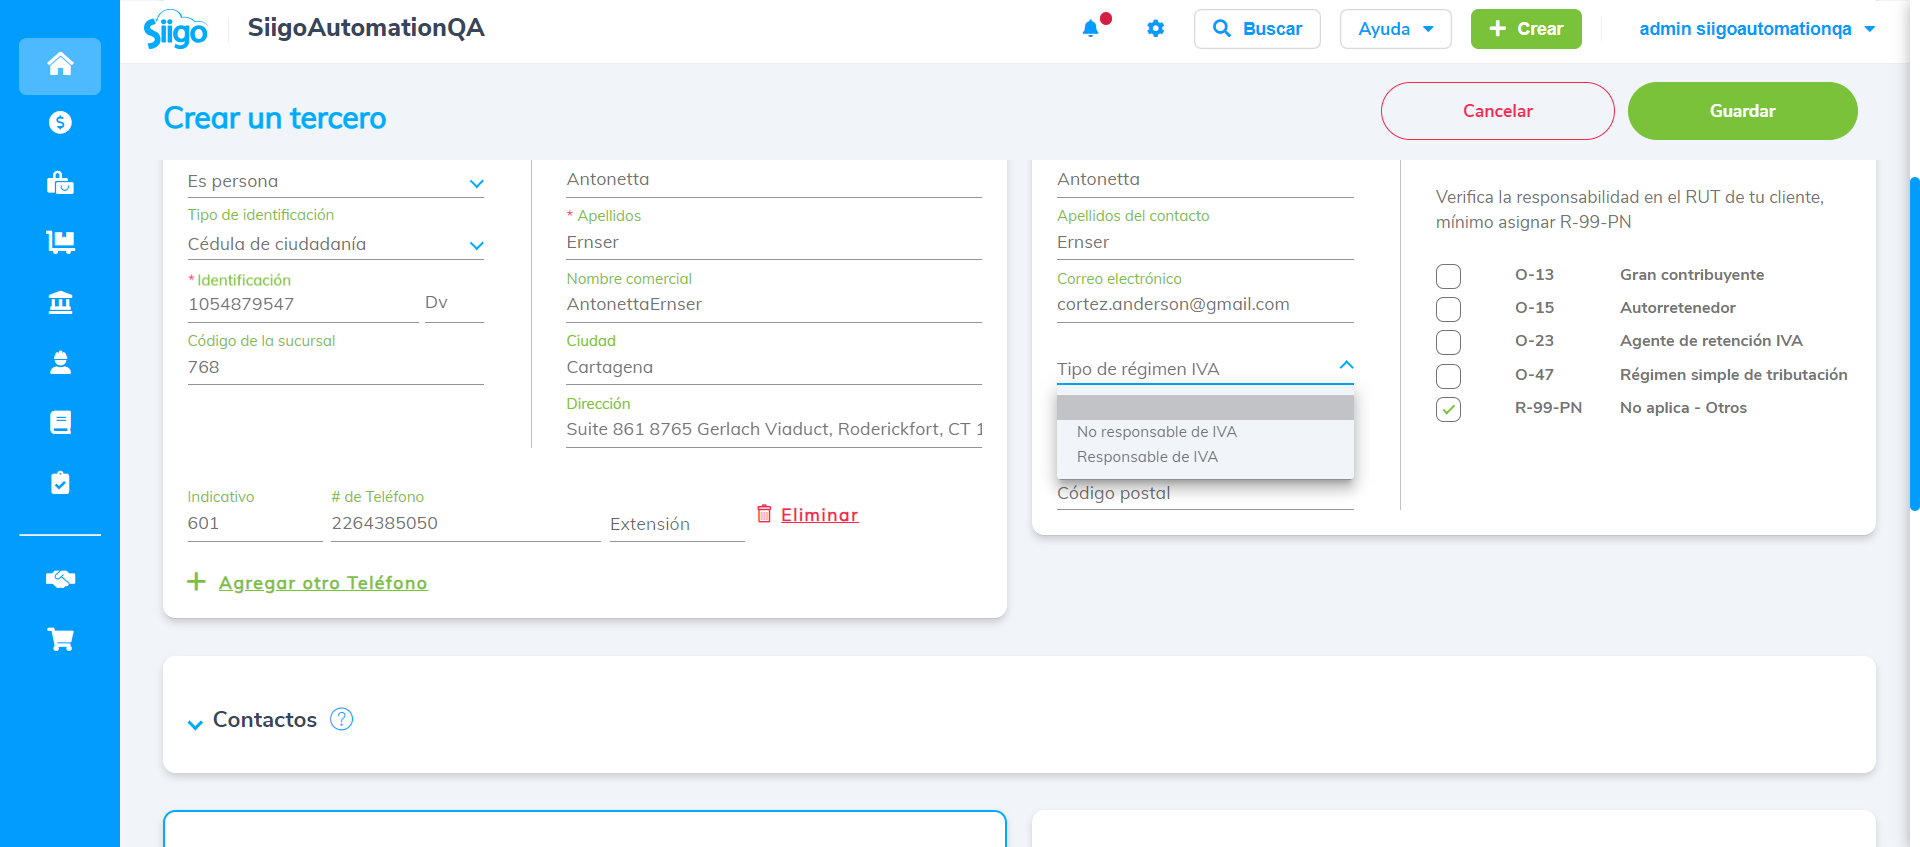 Siigo
SiigoAutomationQA
Buscar
Ayuda
Crear
admin siigoautomationqa
Crear un tercero
Cancelar
Guardar
Es persona
Tipo de identificación
Cédula de ciudadanía
* Identificación
1054879547
Dv
Código de la sucursal
768
Antonetta
* Apellidos
Ernser
Nombre comercial
AntonettaErnser
Ciudad
Cartagena
Dirección
Suite 861 8765 Gerlach Viaduct, Roderickfort, CT 1
Indicativo
601
# de Teléfono
2264385050
Extensión
Eliminar
Agregar otro Teléfono
Antonetta
Apellidos del contacto
Ernser
Correo electrónico
cortez.anderson@gmail.com
Tipo de régimen IVA
No responsable de IVA
Responsable de IVA
Código postal
Verifica la responsabilidad en el RUT de tu cliente,
mínimo asignar R-99-PN
O-13 Gran contribuyente
O-15 Autorretenedor
O-23 Agente de retención IVA
O-47 Régimen simple de tributación
R-99-PN No aplica - Otros
Contactos ?